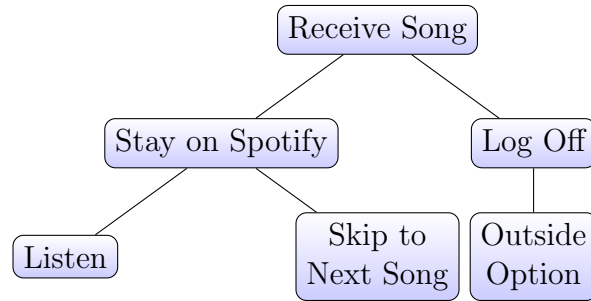 Receive Song
Stay on Spotify
Log Off
Listen
Skip to
Next Song
Outside
Option